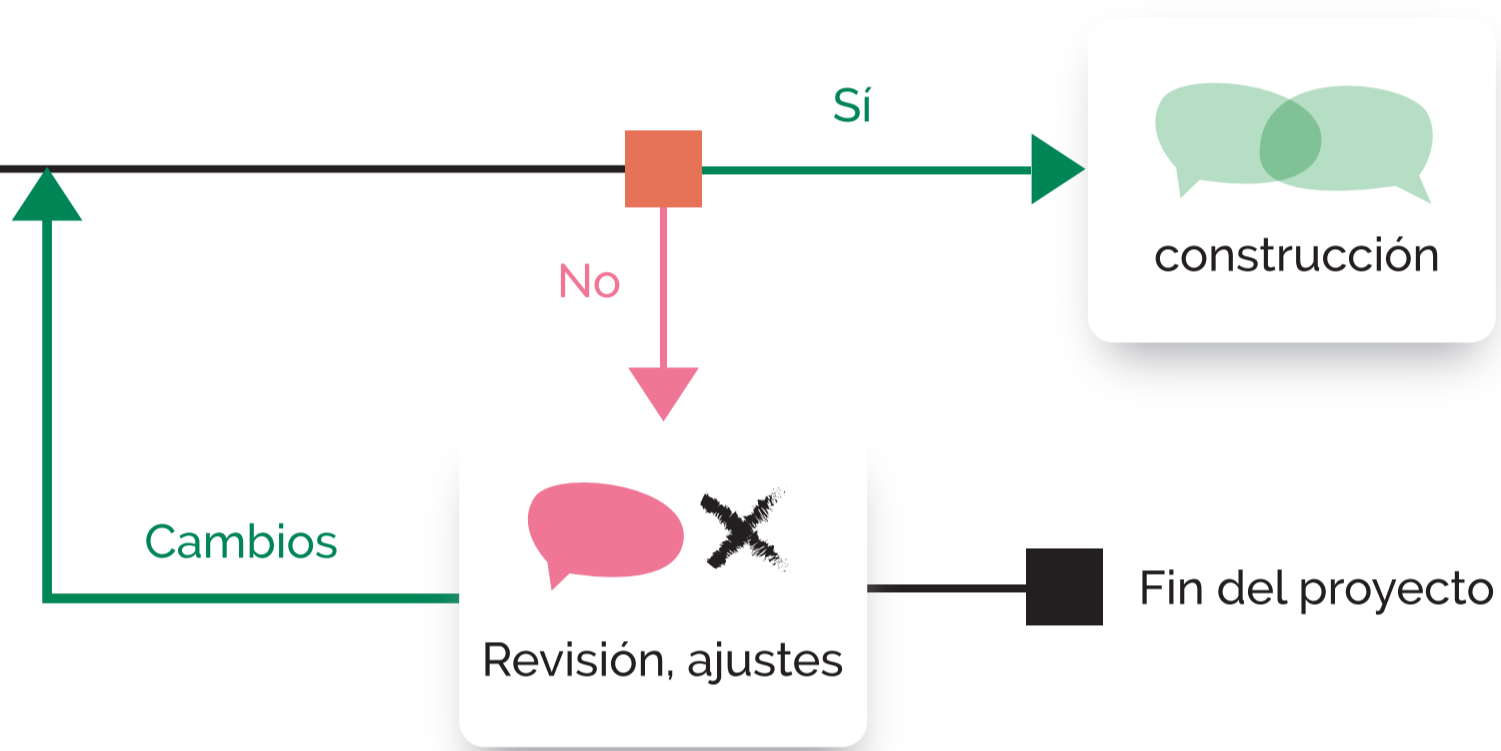 Sí
construcción
No
Cambios
Fin del proyecto
Revisión, ajustes